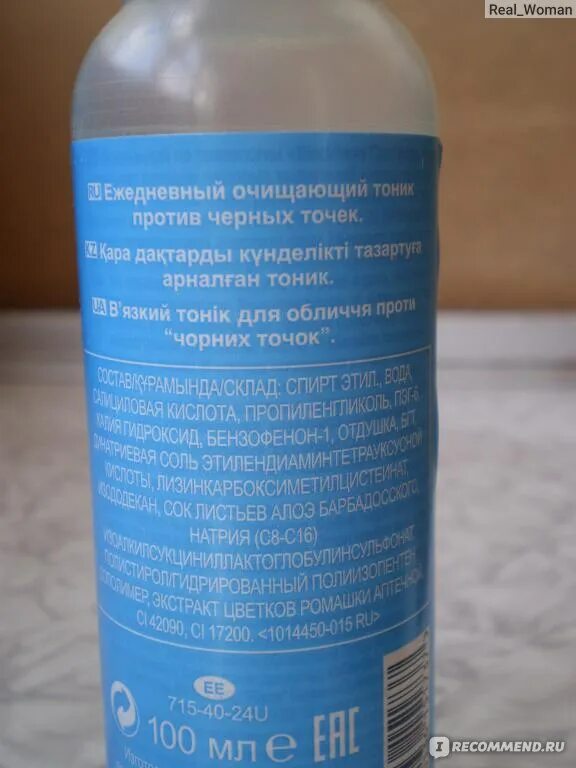 Real_Woman
RU Ежедневный очищающий тоник
против черных точек.
KZ Қара дақтарды күнделікті тазартуға
арналған тоник.
UA В'язкий тонік для обличчя проти
“чорних точок”.
СОСТАВ/ҚҰРАМЫНДА/СКЛАД: СПИРТ ЭТИЛ., ВОДА,
САЛИЦИЛОВАЯ КИСЛОТА, ПРОПИЛЕНГЛИКОЛЬ, ПЭГ-6,
КАЛИЯ ГИДРОКСИД, БЕНЗОФЕНОН-1, ОТДУШКА, БГТ,
ДИНАТРИЕВАЯ СОЛЬ ЭТИЛЕНДИАМИНТЕТРАУКСУСНОЙ
КИСЛОТЫ, ЛИЗИНКАРБОКСИМЕТИЛЦИСТЕИНАТ,
ИЗОДОДЕКАН, СОК ЛИСТЬЕВ АЛОЭ БАРБАДОССКОГО,
НАТРИЯ (С8-С16)
ИЗОАЛКИЛСУКЦИНИЛЛАКТОГЛОБУЛИНСУЛЬФОНАТ,
ПОЛИСТИРОЛ/ГИДРИРОВАННЫЙ ПОЛИИЗОПЕНТЕН
СОПОЛИМЕР, ЭКСТРАКТ ЦВЕТКОВ РОМАШКИ АПТЕЧНОЙ,
CI 42090, CI 17200. <1014450-015 RU>
EE
715-40-24U
100 мл e EAC
IRECOMMEND.RU